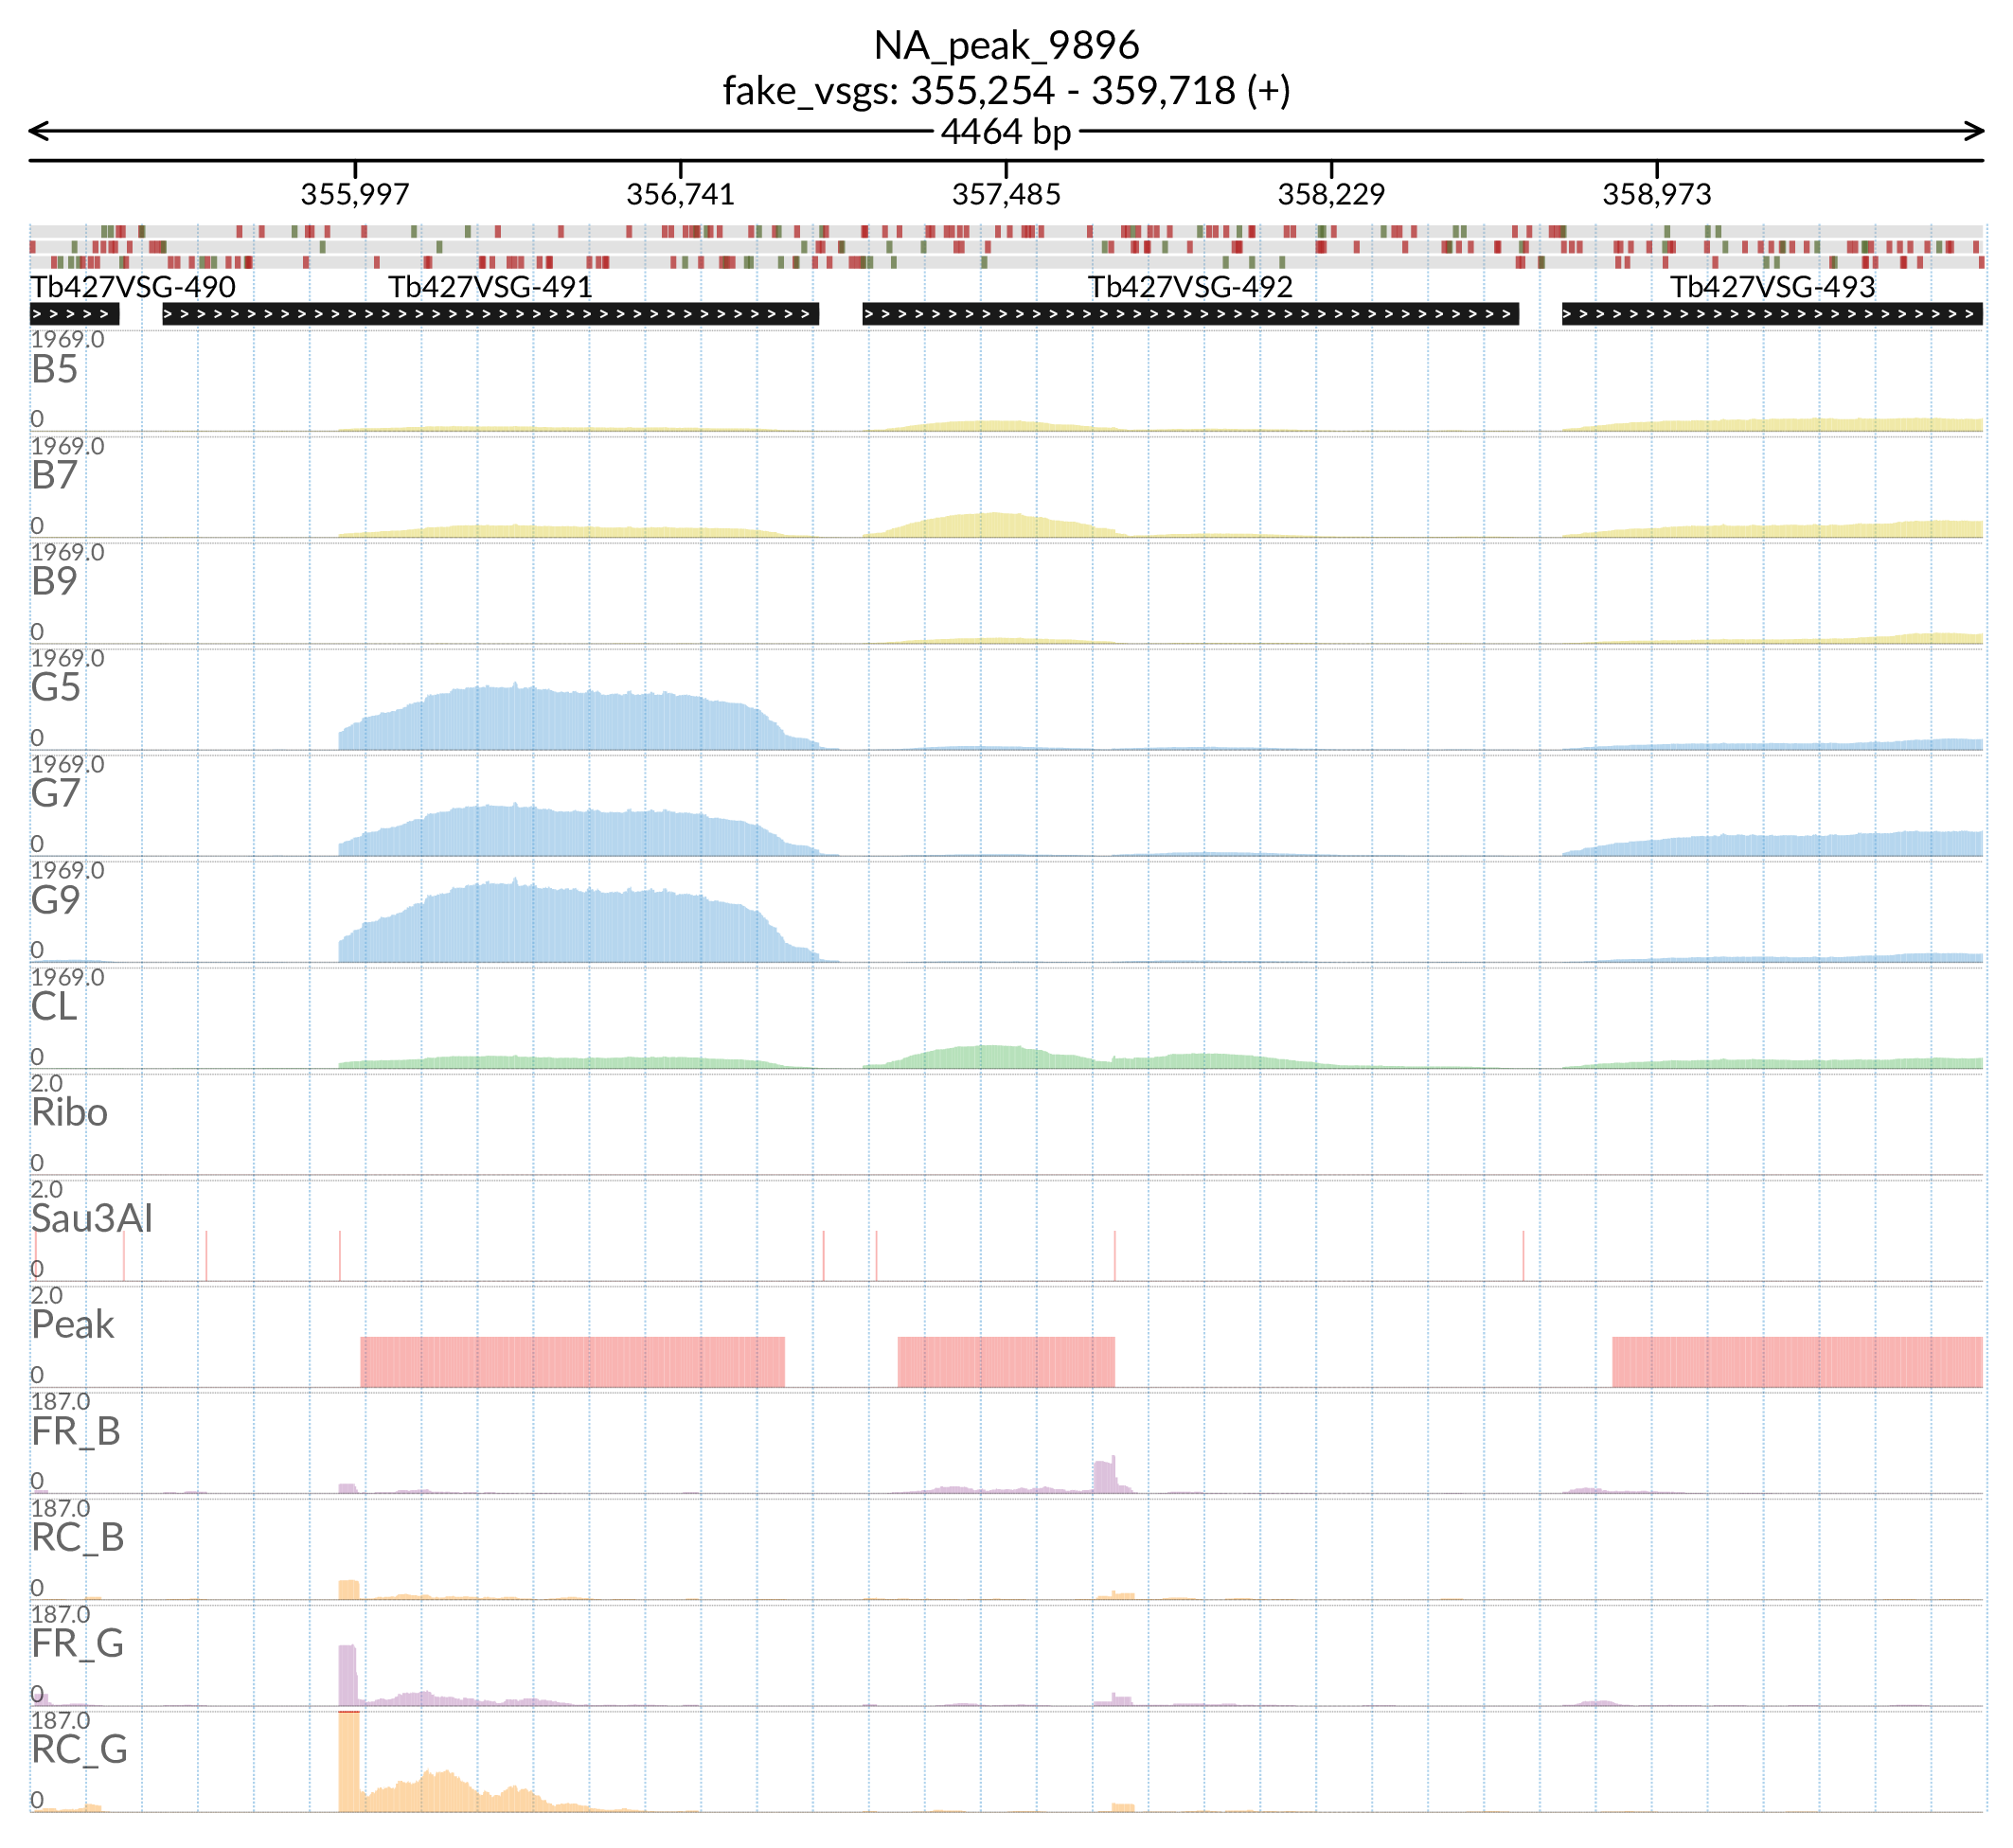 NA_peak_9896
fake_vsgs: 355,254 - 359,718 (+)
4464 bp
355,997 356,741 357,485 358,229 358,973
Tb427VSG-490 Tb427VSG-491 Tb427VSG-492 Tb427VSG-493
1969.0
B5
0
1969.0
B7
0
1969.0
B9
0
1969.0
G5
0
1969.0
G7
0
1969.0
G9
0
1969.0
CL
0
2.0
Ribo
0
2.0
Sau3AI
0
2.0
Peak
0
187.0
FR_B
0
187.0
RC_B
0
187.0
FR_G
0
187.0
RC_G
0